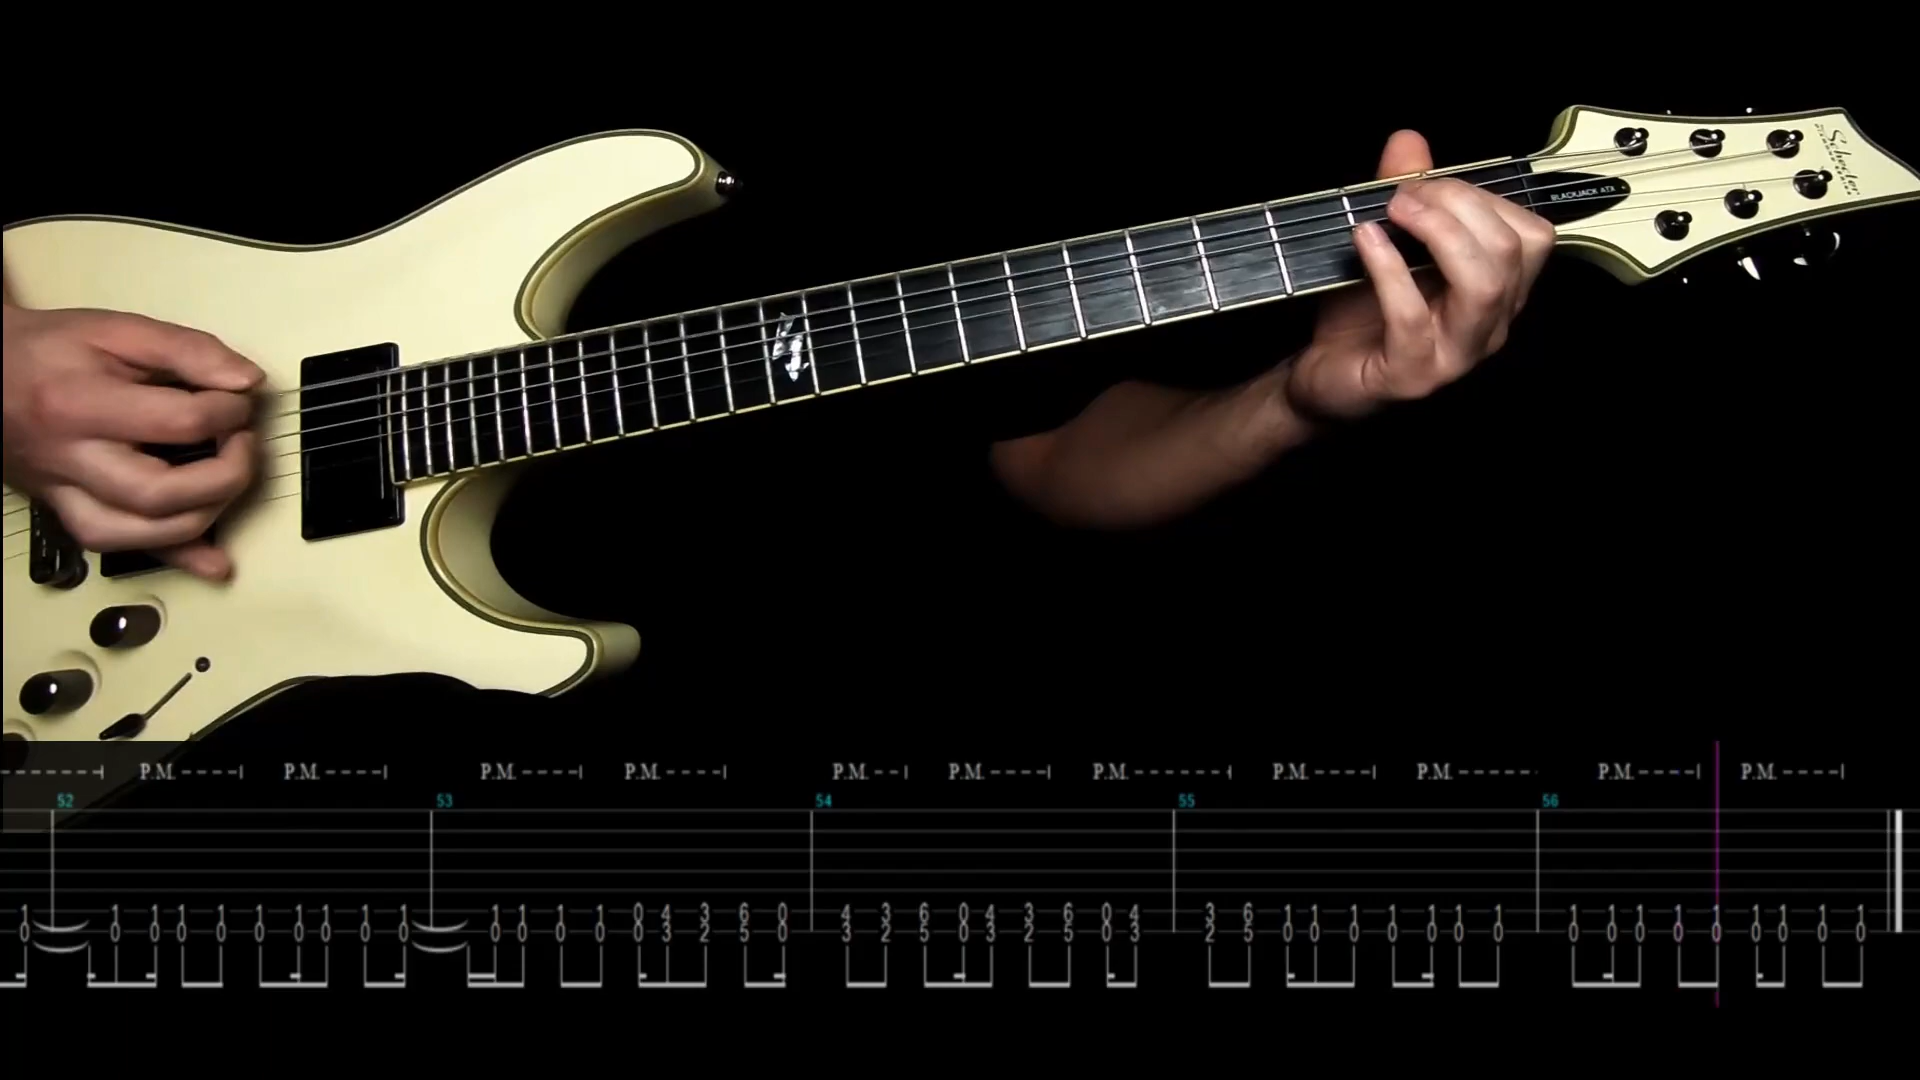 Schecter
BLACKJACK ATX
P.M. P.M. P.M. P.M. P.M. P.M. P.M. P.M. P.M. P.M. P.M.
52 53 54 55 56
1 1 1 1 1 1 1 1 1 1 1 1 1 1 0 4 3 6 0 4 3 6 0 4 3 6 0 4 3 6 1 1 1 1 1 1 1 1 1 1 1 1 1 1 1 1
0 0 0 0 0 0 0 0 0 0 0 0 0 0 0 3 2 5 0 3 2 5 0 3 2 5 0 3 2 5 0 0 0 0 0 0 0 0 0 0 0 0 0 0 0 0